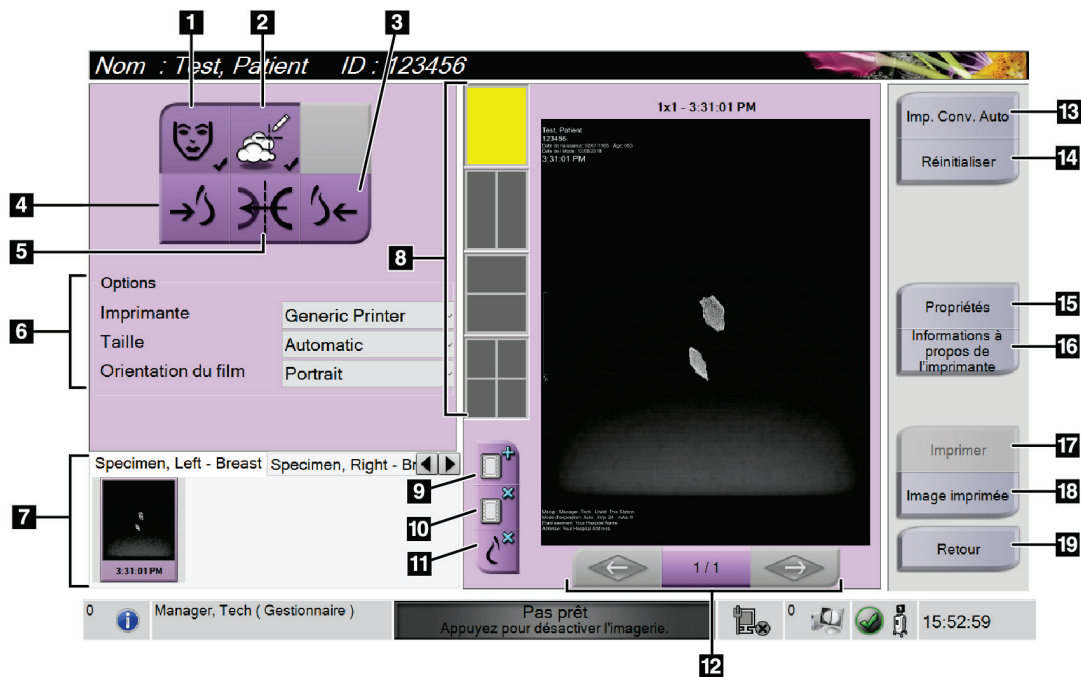 1
2
3
Nom : Test, Patient ID : 123456
1x1 - 3:31:01 PM
Test, Patient
123456
3:31:01 PM
Imp. Conv. Auto
13
Réinitialiser
14
4
5
8
6
Options
Imprimante
Generic Printer
Taille
Automatic
Orientation du film
Portrait
Propriétés
15
Informations à
propos de
l'imprimante
16
7
Specimen, Left - Breast
Specimen, Right - Br
3:31:01 PM
9
10
11
Adresse: Your Hospital Address
1 / 1
12
Imprimer
17
Image imprimée
18
Retour
19
0
Manager, Tech ( Gestionnaire )
Pas prêt
Appuyez pour désactiver l'imagerie.
0
15:52:59